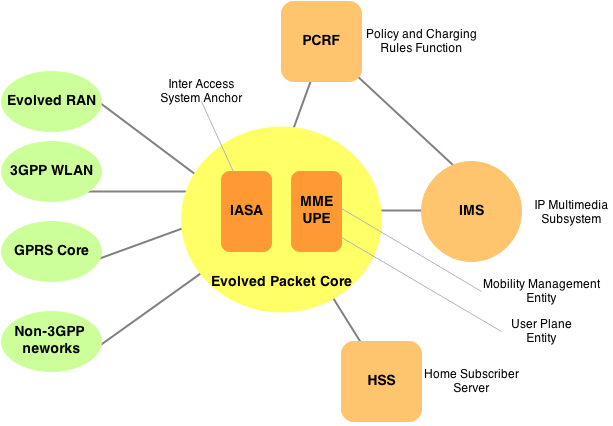 PCRF
Policy and Charging
Rules Function
Inter Access
System Anchor
Evolved RAN
3GPP WLAN
GPRS Core
Non-3GPP
neworks
IASA
MME
UPE
Evolved Packet Core
IMS
IP Multimedia
Subsystem
Mobility Management
Entity
User Plane
Entity
HSS
Home Subscriber
Server